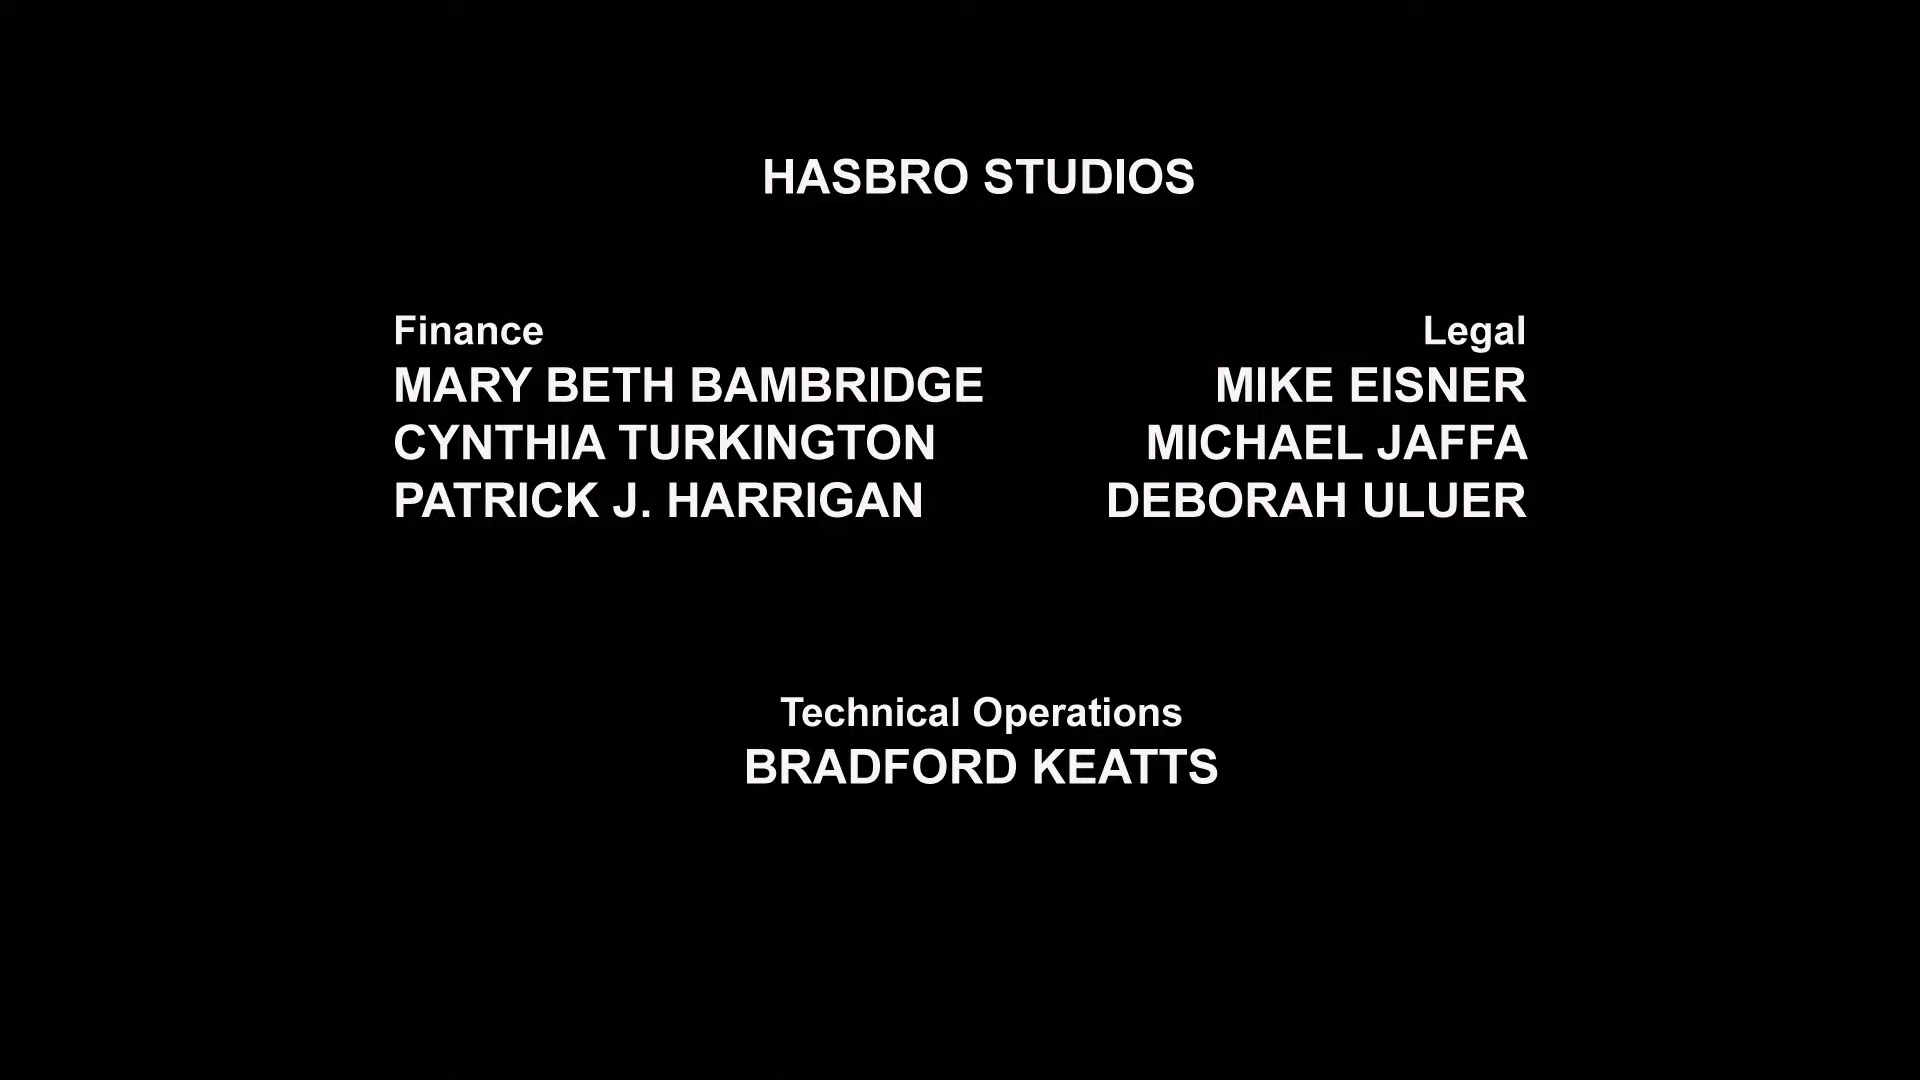 HASBRO STUDIOS
Finance
MARY BETH BAMBRIDGE
CYNTHIA TURKINGTON
PATRICK J. HARRIGAN
Legal
MIKE EISNER
MICHAEL JAFFA
DEBORAH ULUER
Technical Operations
BRADFORD KEATTS